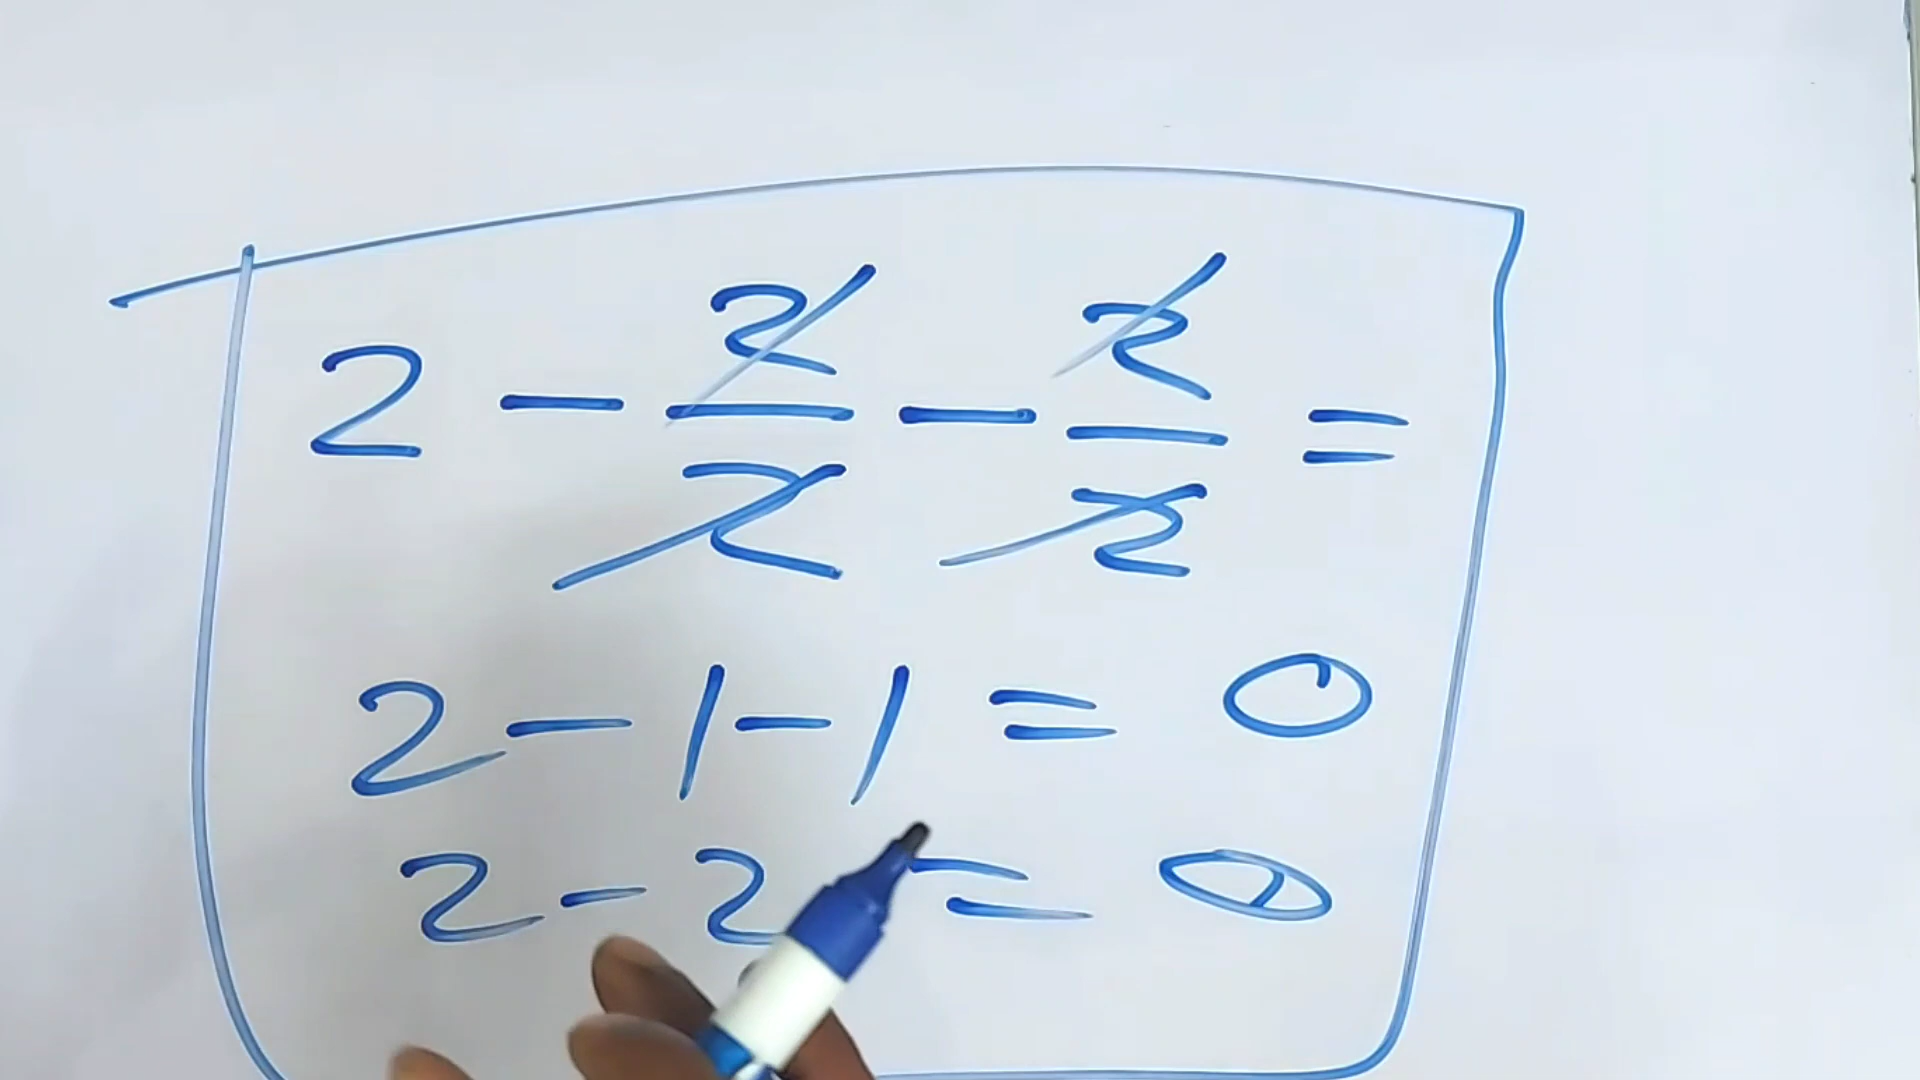 2 - 2/2 - 2/2 =
2 - 1 - 1 = 0
2 - 2 = 0